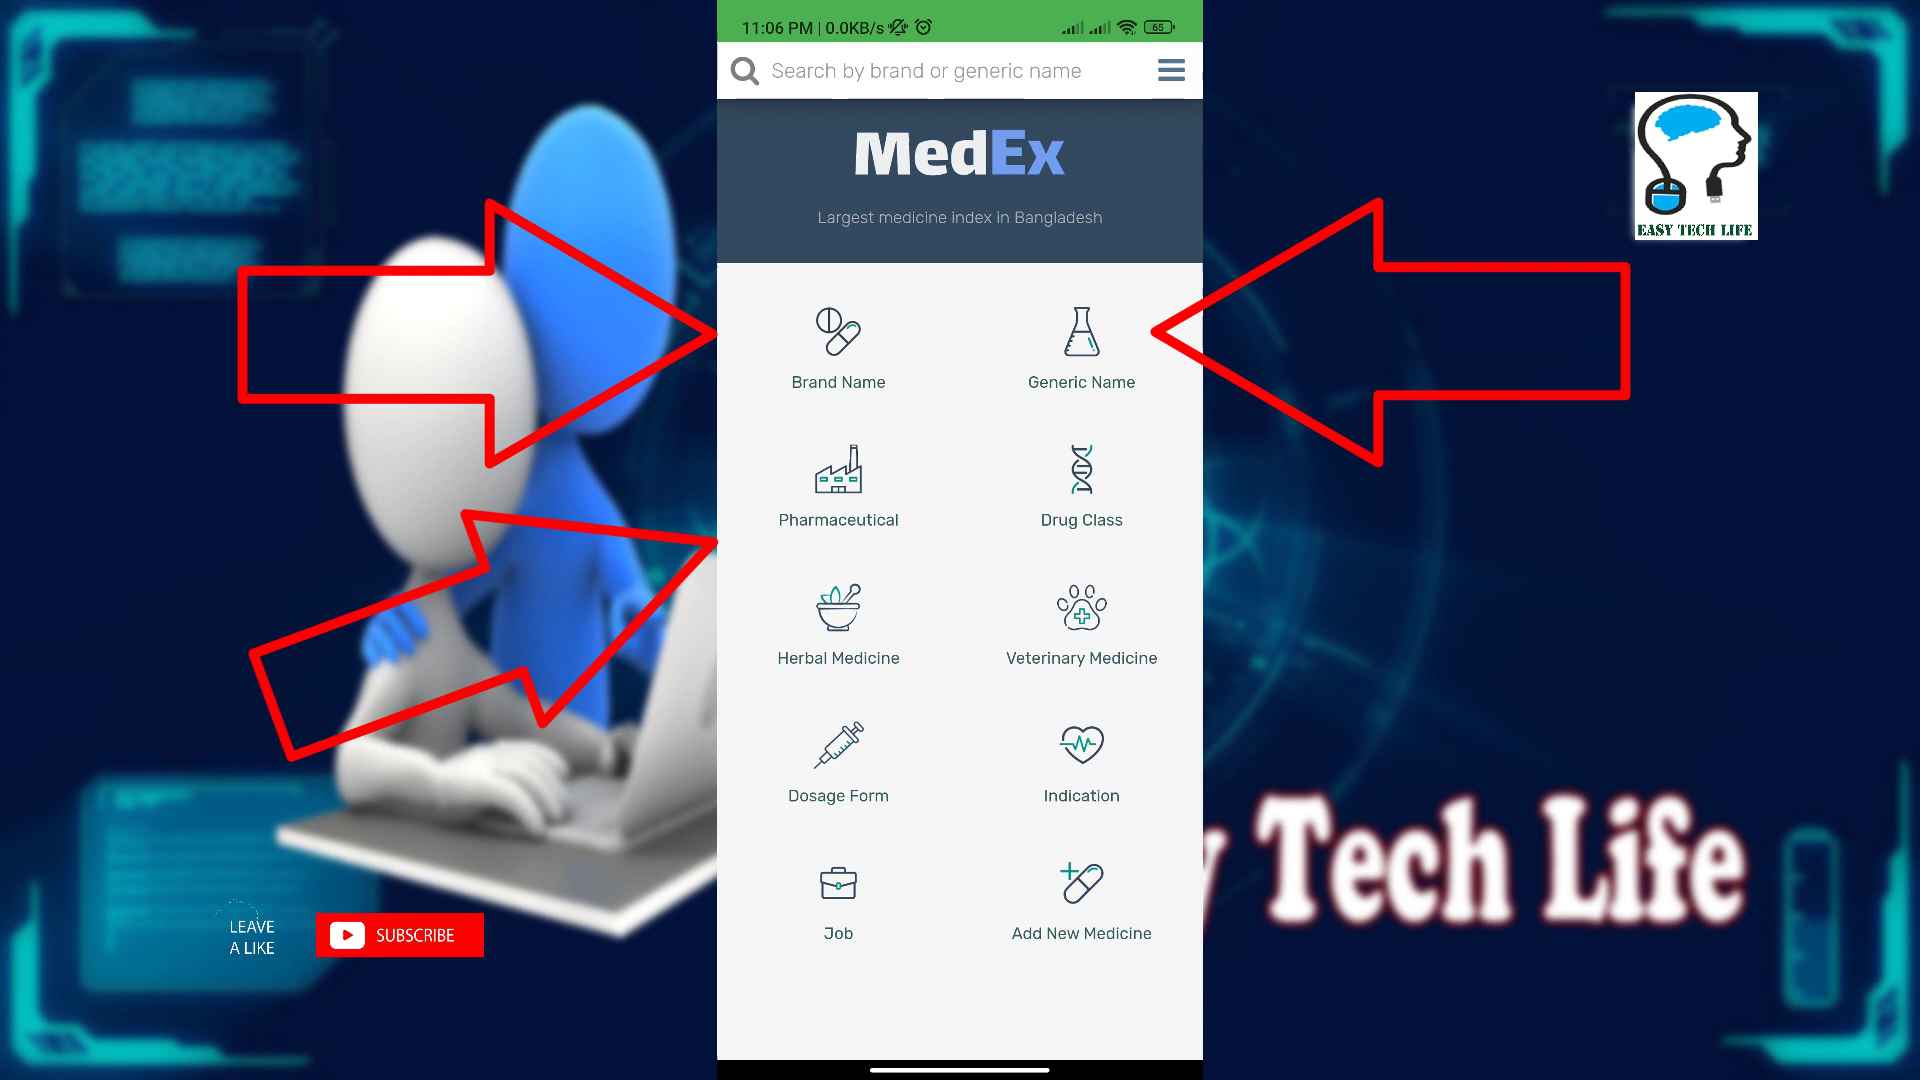 11:06 PM | 0.0KB/s
65
Search by brand or generic name
MedEx
Largest medicine index in Bangladesh
EASY TECH LIFE
Brand Name
Generic Name
Pharmaceutical
Drug Class
Herbal Medicine
Veterinary Medicine
Dosage Form
Indication
Job
Add New Medicine
y Tech Life
LEAVE
A LIKE
SUBSCRIBE